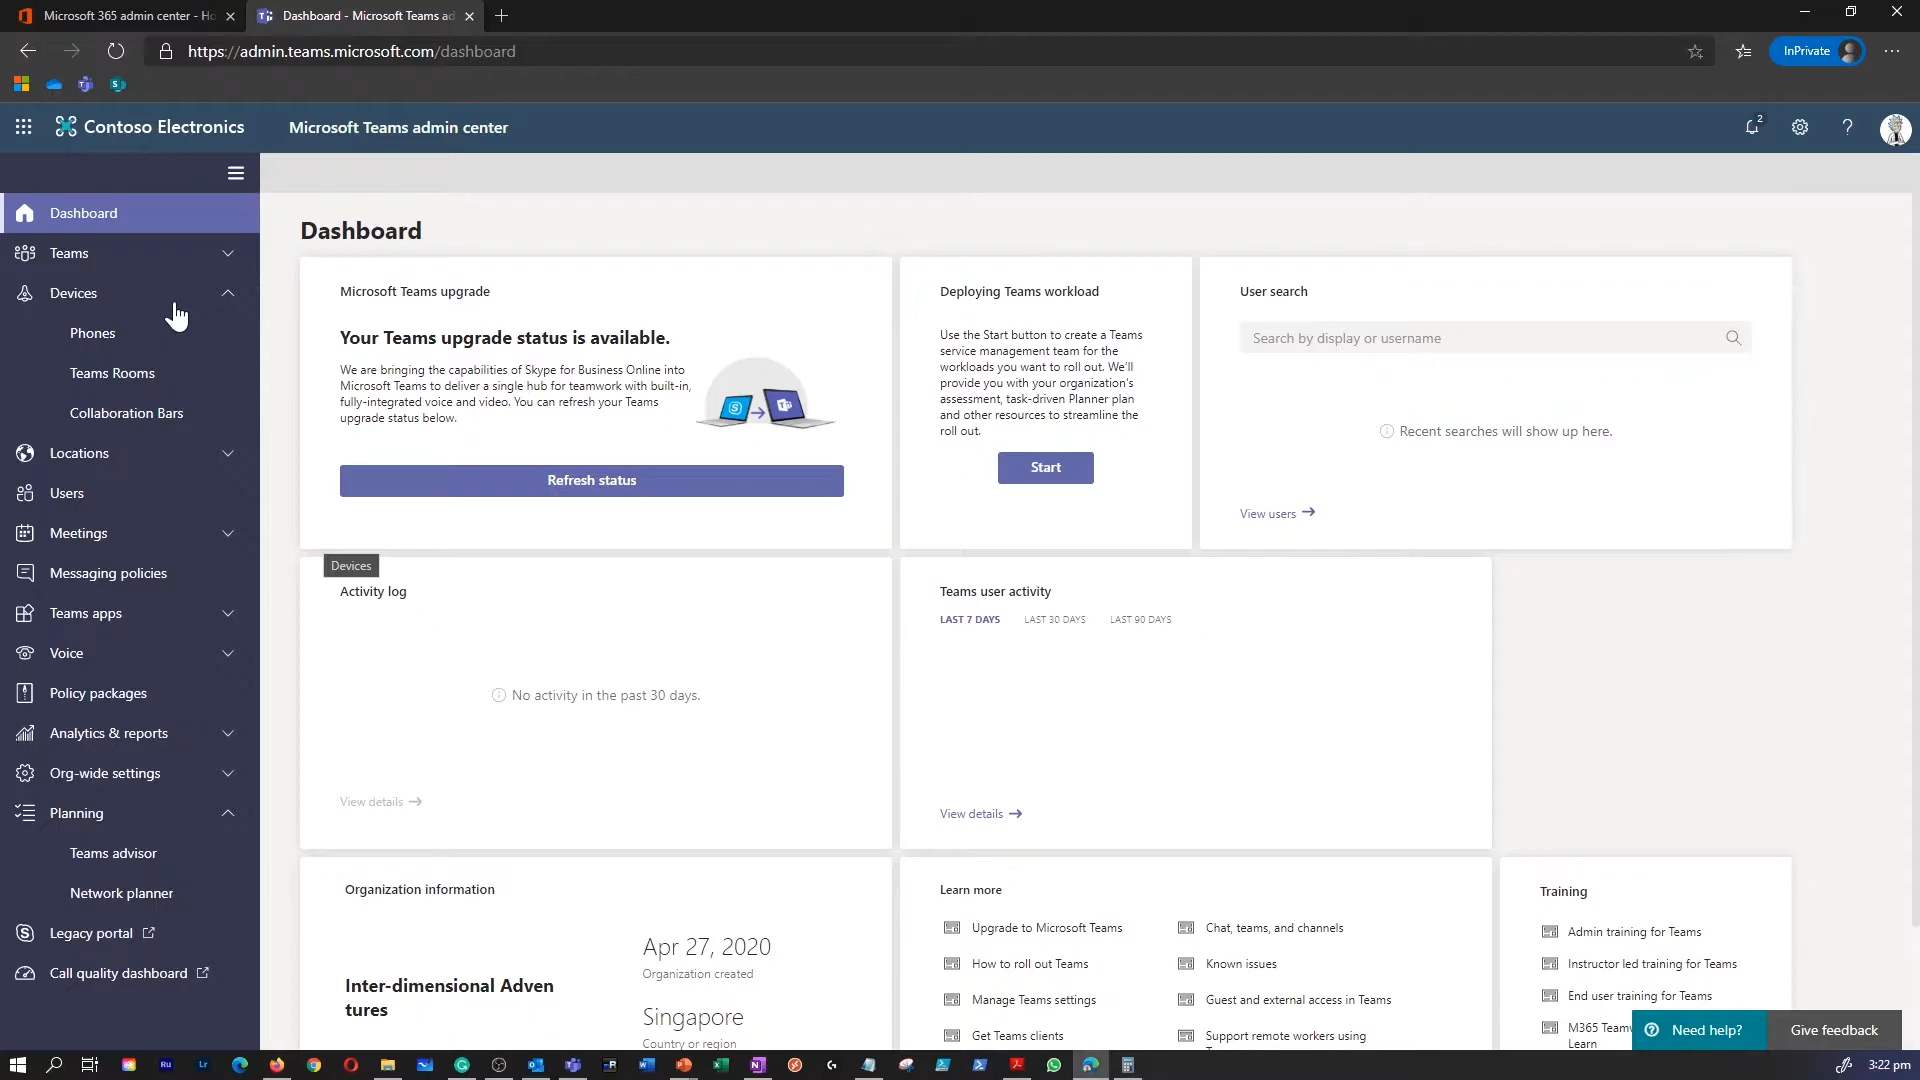 Microsoft 365 admin center - Ho
Dashboard - Microsoft Teams ad
https://admin.teams.microsoft.com/dashboard
InPrivate
Contoso Electronics
Microsoft Teams admin center
2
Dashboard
Teams
Devices
Phones
Teams Rooms
Collaboration Bars
Locations
Users
Meetings
Messaging policies
Teams apps
Voice
Policy packages
Analytics & reports
Org-wide settings
Planning
Teams advisor
Network planner
Legacy portal
Call quality dashboard
Dashboard
Microsoft Teams upgrade
Your Teams upgrade status is available.
We are bringing the capabilities of Skype for Business Online into
Microsoft Teams to deliver a single hub for teamwork with built-in,
fully-integrated voice and video. You can refresh your Teams
upgrade status below.
Refresh status
Deploying Teams workload
Use the Start button to create a Teams
service management team for the
workloads you want to roll out. We'll
provide you with your organization's
assessment, task-driven Planner plan
and other resources to streamline the
roll out.
Start
User search
Search by display or username
Recent searches will show up here.
View users
Devices
Activity log
No activity in the past 30 days.
View details
Teams user activity
LAST 7 DAYS LAST 30 DAYS LAST 90 DAYS
View details
Organization information
Inter-dimensional Adven
tures
Apr 27, 2020
Organization created
Singapore
Country or region
Learn more
Upgrade to Microsoft Teams
How to roll out Teams
Manage Teams settings
Get Teams clients
Chat, teams, and channels
Known issues
Guest and external access in Teams
Support remote workers using
Training
Admin training for Teams
Instructor led training for Teams
End user training for Teams
M365 Teamw
Learn
Need help?
Give feedback
3:22 pm